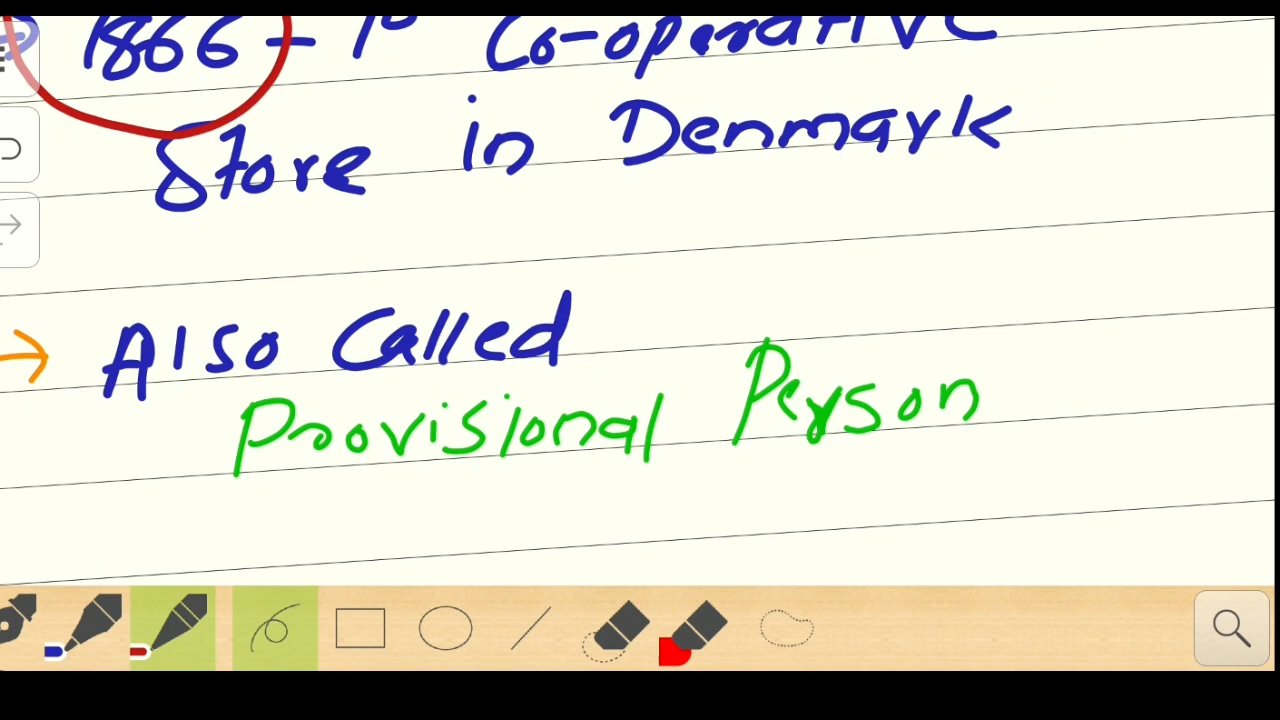 1866 - 1st Co-operative
Store in Denmark
→ Also Called
Provisional Person